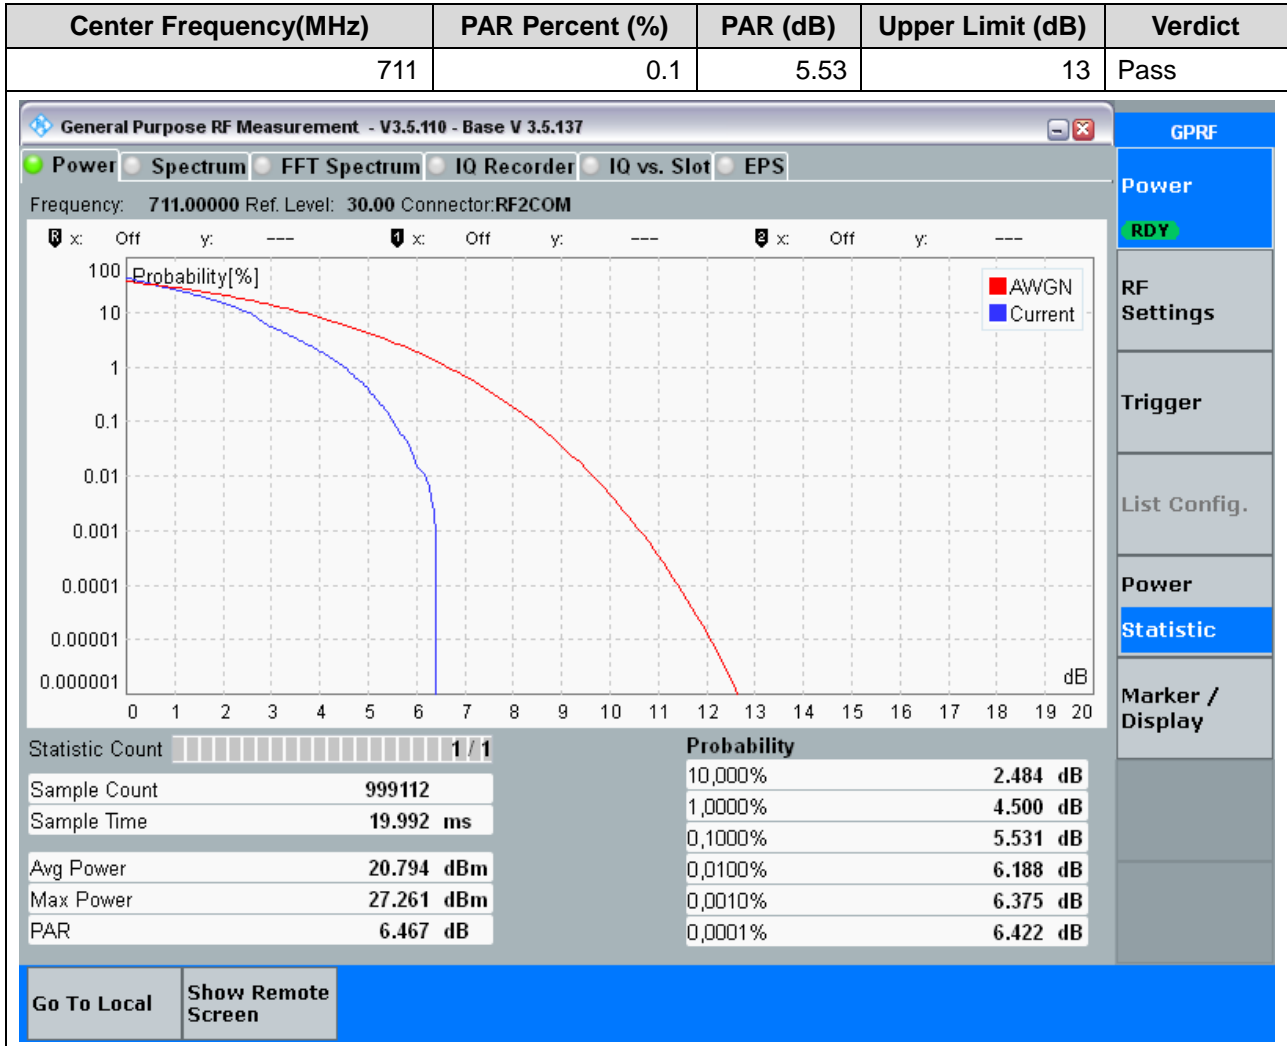 Center Frequency(MHz) PAR Percent (%) PAR (dB) Upper Limit (dB) Verdict
711 0.1 5.53 13 Pass
General Purpose RF Measurement - V3.5.110 - Base V 3.5.137
GPRF
Power Spectrum FFT Spectrum IQ Recorder IQ vs. Slot EPS
Frequency: 711.00000 Ref. Level: 30.00 Connector:RF2COM
R x: Off y: --- 1 x: Off y: --- 2 x: Off y: ---
Probability[%]
100
10
1
0.1
0.01
0.001
0.0001
0.00001
0.000001
AWGN
Current
dB
0 1 2 3 4 5 6 7 8 9 10 11 12 13 14 15 16 17 18 19 20
Statistic Count 1 / 1
Sample Count 999112
Sample Time 19.992 ms
Avg Power 20.794 dBm
Max Power 27.261 dBm
PAR 6.467 dB
Probability
10,000% 2.484 dB
1,0000% 4.500 dB
0,1000% 5.531 dB
0,0100% 6.188 dB
0,0010% 6.375 dB
0,0001% 6.422 dB
Power
RDY
RF
Settings
Trigger
List Config.
Power
Statistic
Marker /
Display
Go To Local
Show Remote
Screen